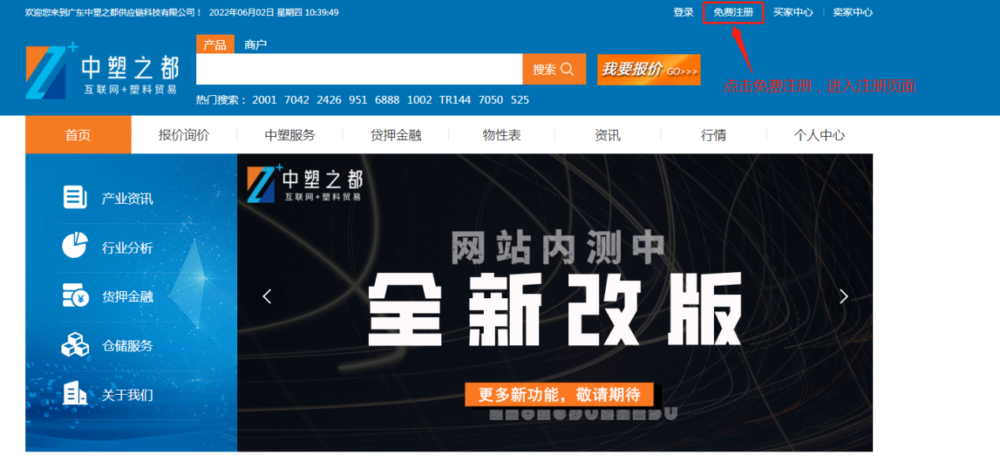 欢迎您来到广东中塑之都供应链科技有限公司！ 2022年06月02日 星期四 10:39:49
登录 免费注册 买家中心 卖家中心
产品 商户
中塑之都
互联网+塑料贸易
搜索
我要报价 GO>>>
点击免费注册，进入注册页面
热门搜索： 2001 7042 2426 951 6888 1002 TR144 7050 525
首页 报价询价 中塑服务 贷押金融 物性表 资讯 行情 个人中心
产业资讯
行业分析
货押金融
仓储服务
关于我们
中塑之都
互联网+塑料贸易
网站内测中
全新改版
更多新功能，敬请期待